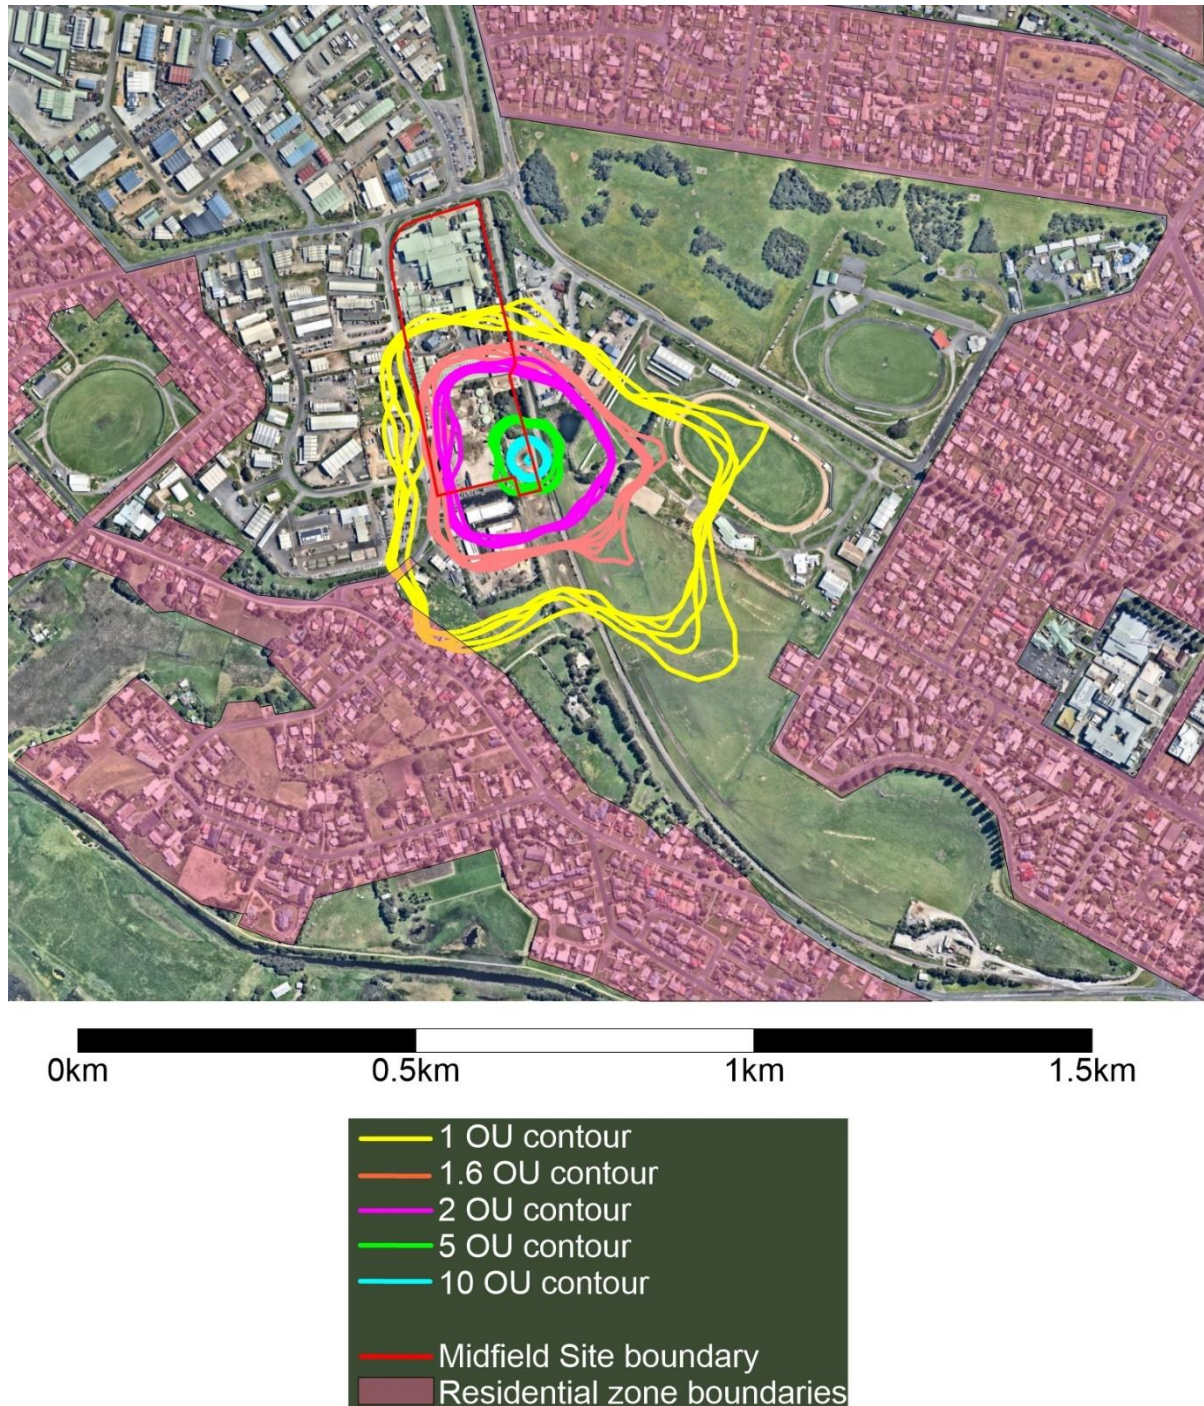 0km 0.5km 1km 1.5km
1 OU contour
1.6 OU contour
2 OU contour
5 OU contour
10 OU contour
Midfield Site boundary
Residential zone boundaries